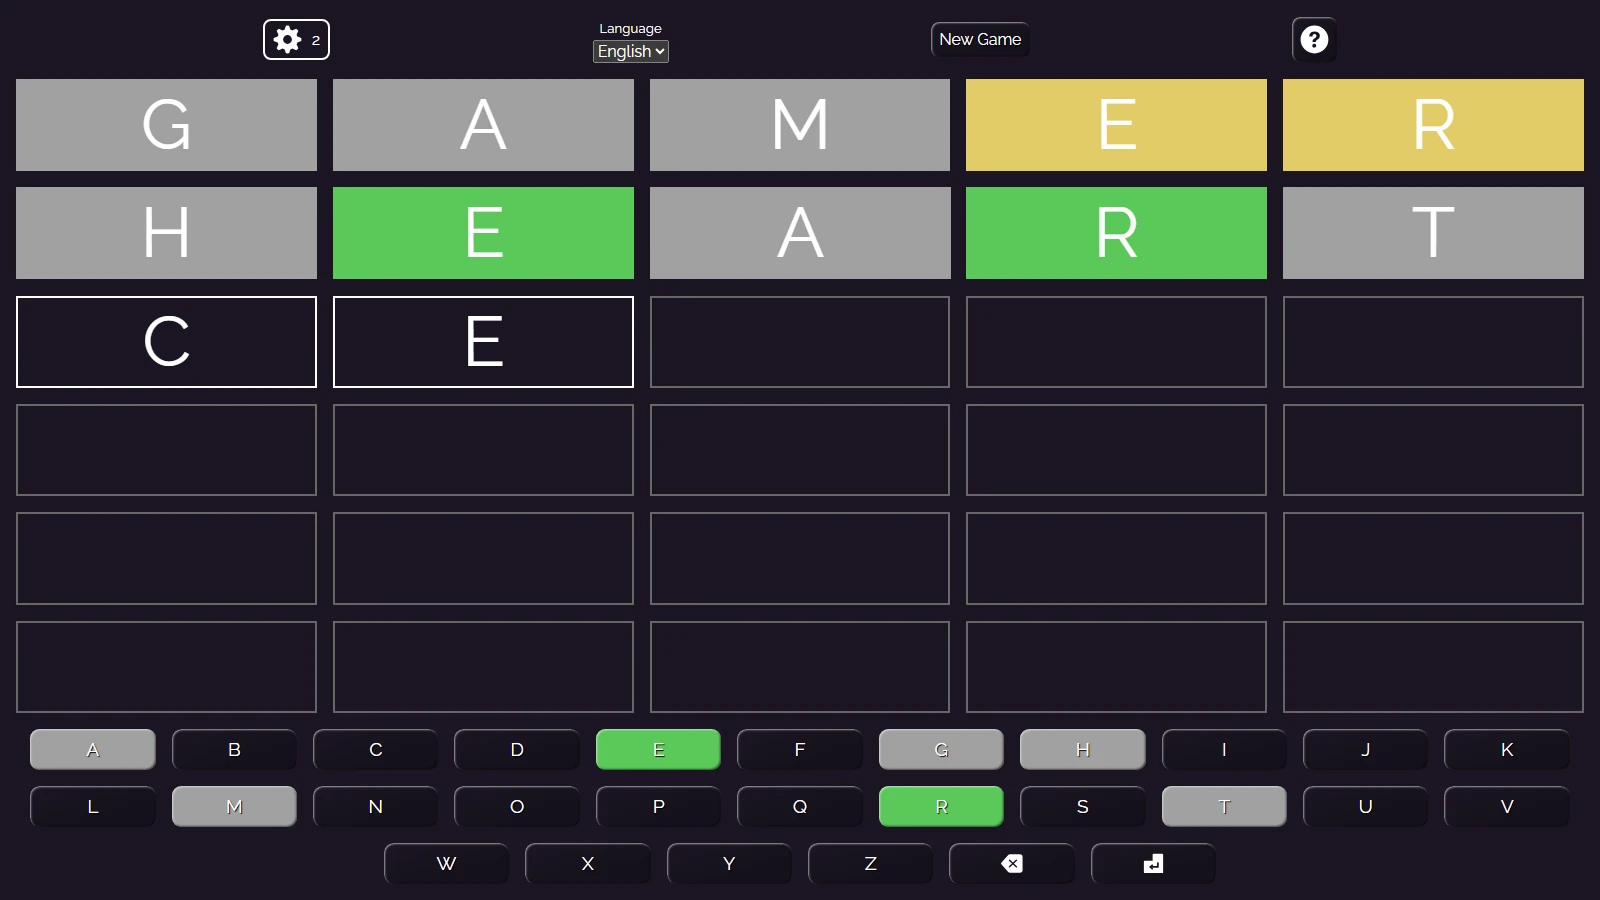 2
Language
English
New Game
?
G A M E R
H E A R T
C E
A B C D E F G H I J K
L M N O P Q R S T U V
W X Y Z